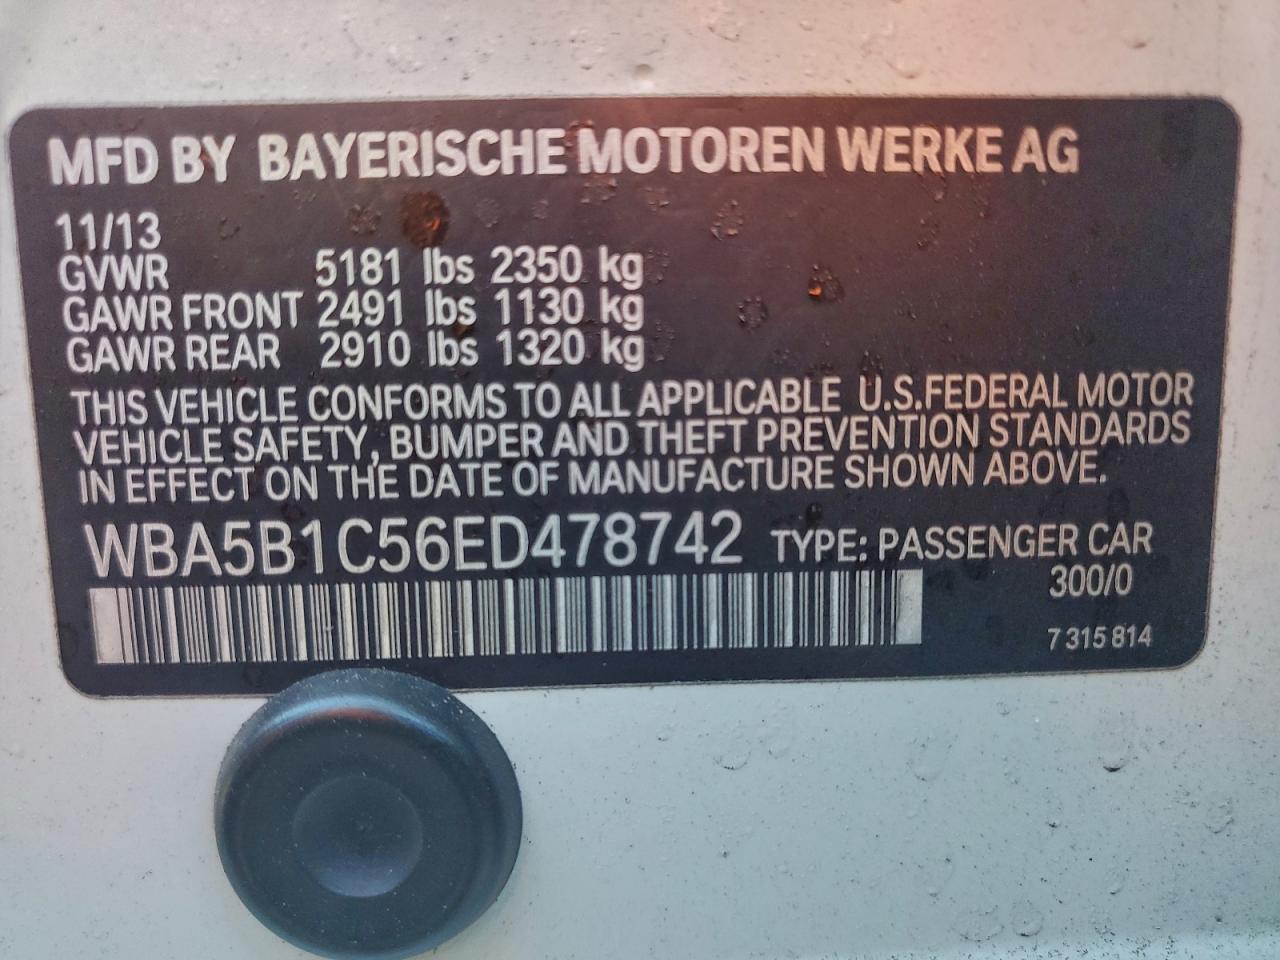 MFD BY BAYERISCHE MOTOREN WERKE AG
11/13
GVWR 5181 lbs 2350 kg
GAWR FRONT 2491 lbs 1130 kg
GAWR REAR 2910 lbs 1320 kg
THIS VEHICLE CONFORMS TO ALL APPLICABLE U.S.FEDERAL MOTOR
VEHICLE SAFETY, BUMPER AND THEFT PREVENTION STANDARDS
IN EFFECT ON THE DATE OF MANUFACTURE SHOWN ABOVE.
WBA5B1C56ED478742 TYPE: PASSENGER CAR
300/0
7 315 814